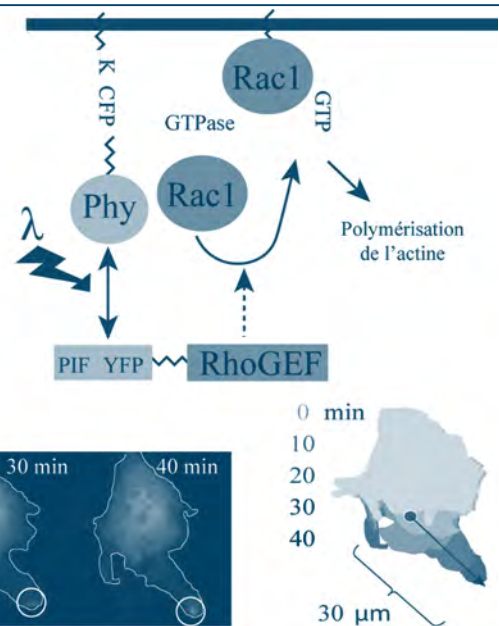 K CFP
Rac1
GTP
GTPase
Rac1
Phy
λ
Polymérisation
de l’actine
PIF YFP
RhoGEF
0 min
10
20
30
40
30 min
40 min
30 µm